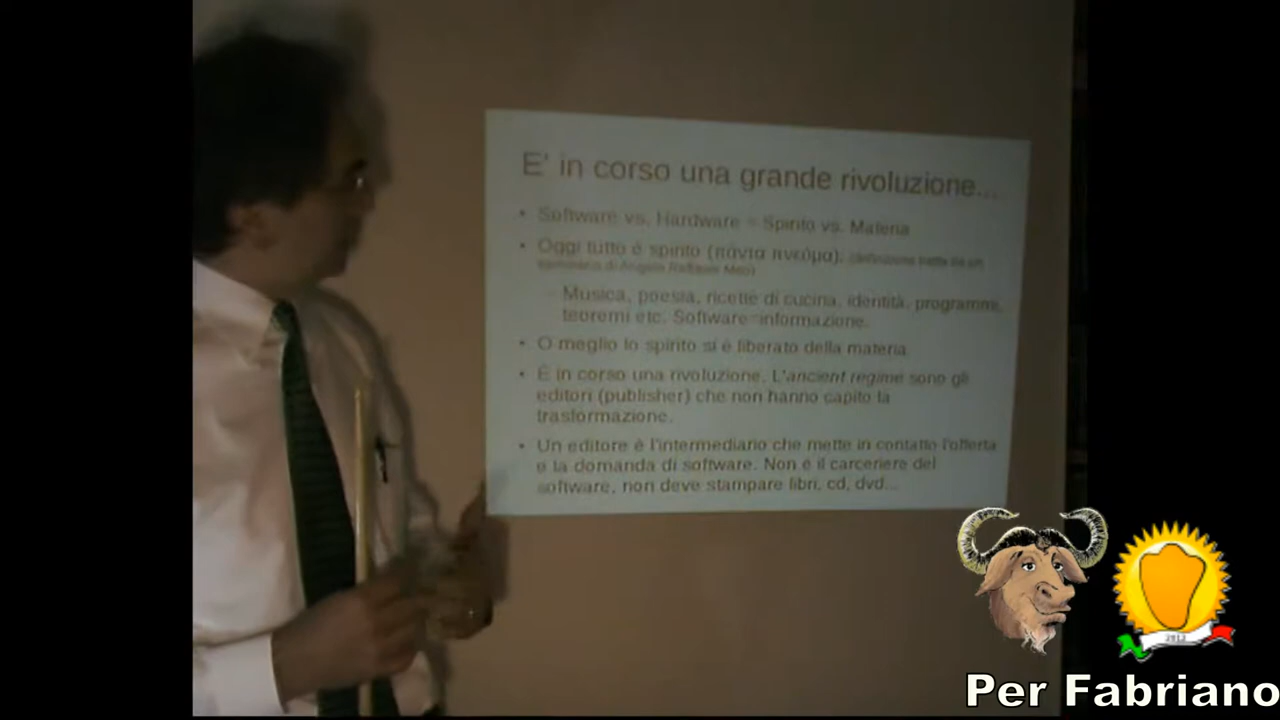 E' in corso una grande rivoluzione...
• Software vs. Hardware = Spirito vs. Materia
• Oggi tutto è spirito (πάντα πνεύμα).
Musica, poesia, ricette di cucina, identità, programmi,
teoremi etc. Software=informazione.
• O meglio lo spirito si è liberato della materia.
• È in corso una rivoluzione. L'ancient regime sono gli
editori (publisher) che non hanno capito la
trasformazione.
• Un editore è l'intermediario che mette in contatto l'offerta
e la domanda di software. Non è il carceriere del
software, non deve stampare libri, cd, dvd...
2013
Per Fabriano